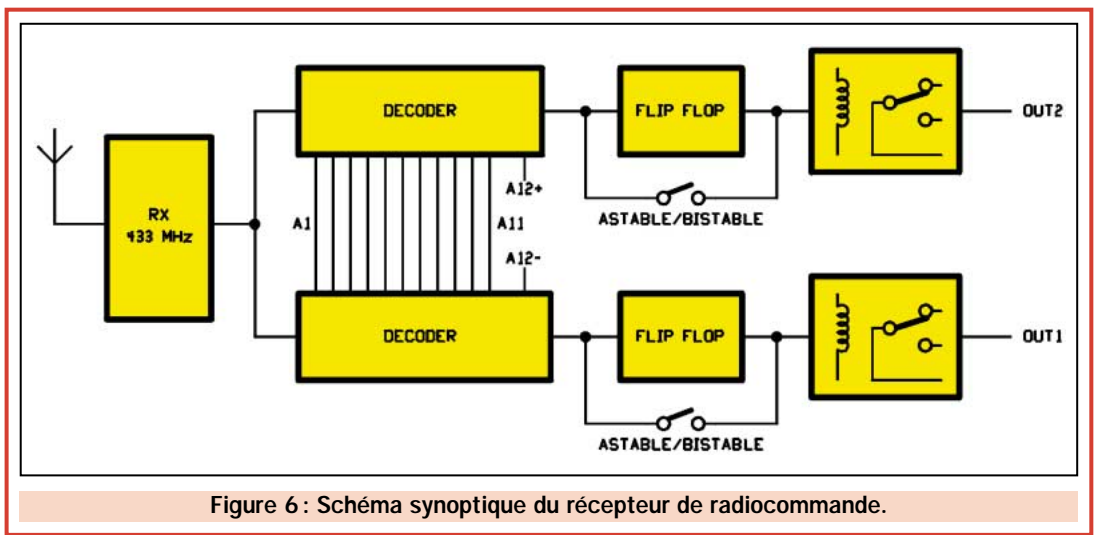 DECODER
FLIP FLOP
OUT2
A12+
ASTABLE/BISTABLE
RX
433 MHz
A1
A11
A12-
DECODER
FLIP FLOP
OUT1
ASTABLE/BISTABLE
Figure 6 : Schéma synoptique du récepteur de radiocommande.